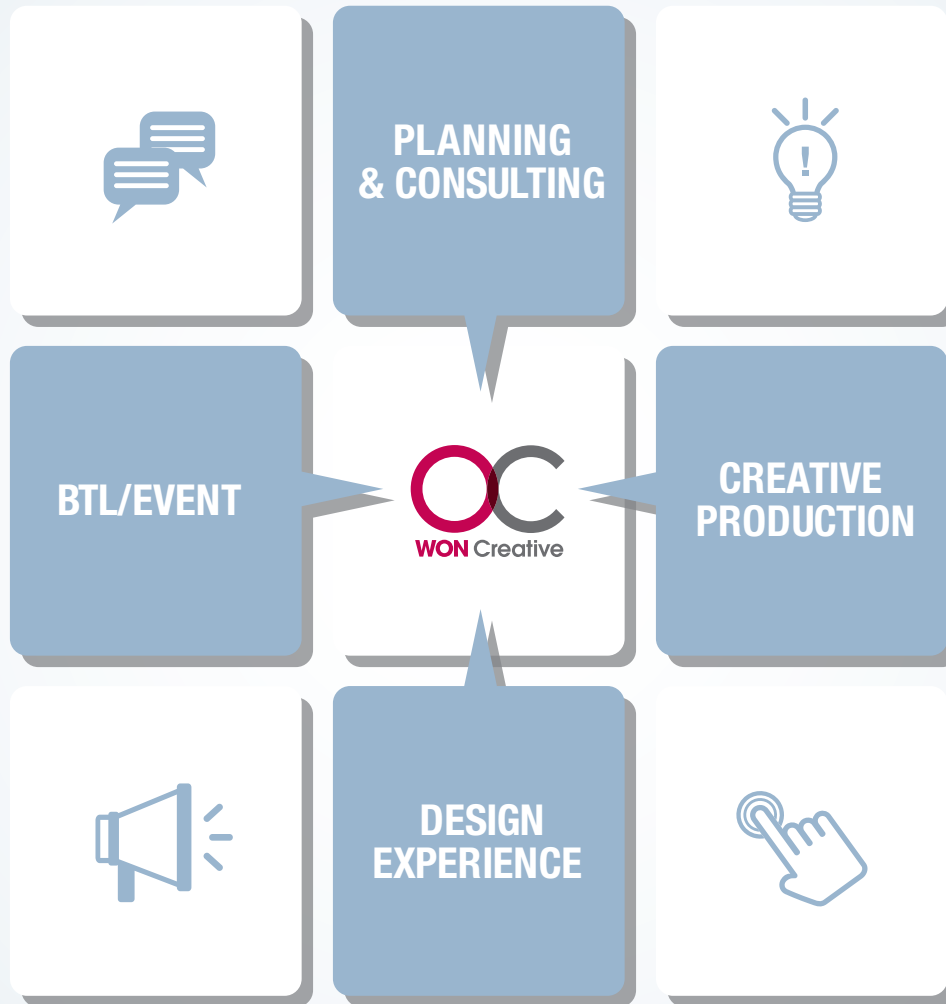 PLANNING
& CONSULTING
!
BTL/EVENT
OC
WON Creative
CREATIVE
PRODUCTION
DESIGN
EXPERIENCE